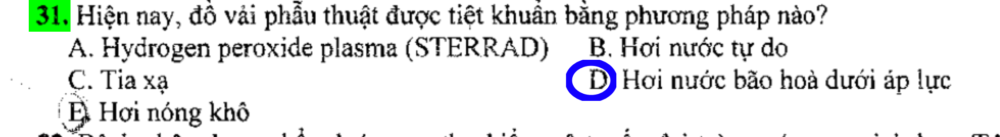 31. Hiện nay, đồ vải phẫu thuật được tiệt khuẩn bằng phương pháp nào?
A. Hydrogen peroxide plasma (STERRAD) B. Hơi nước tự do
C. Tia xạ D Hơi nước bão hoà dưới áp lực
E. Hơi nóng khô